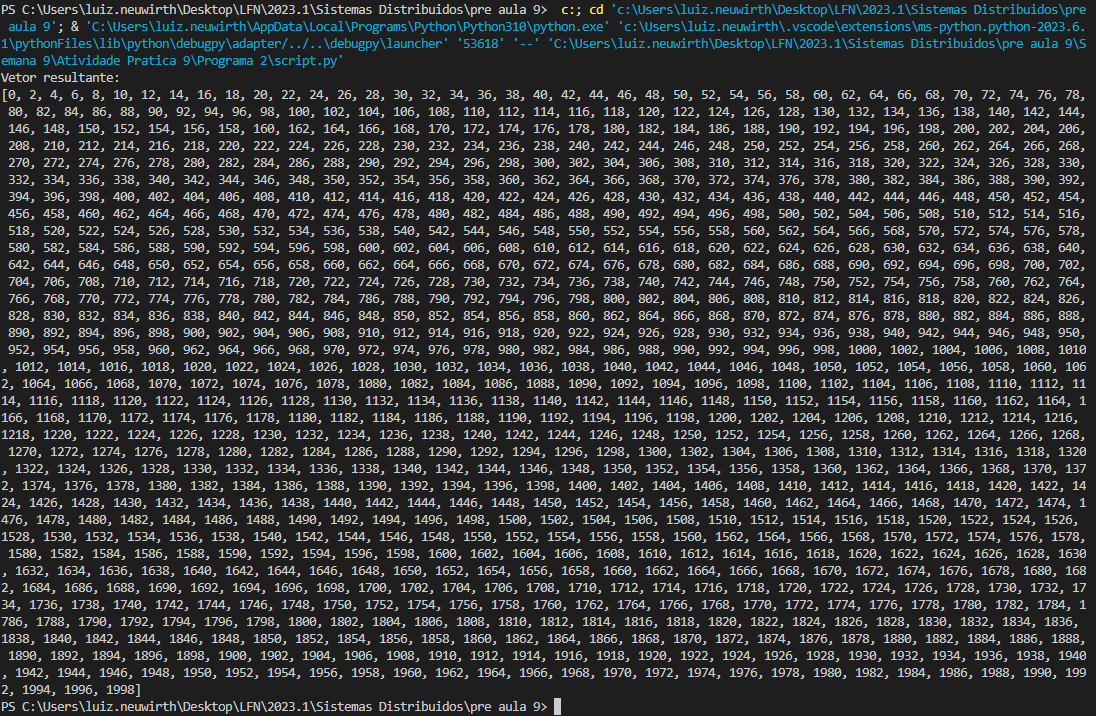 PS C:\Users\luiz.neuwirth\Desktop\LFN\2023.1\Sistemas Distribuidos\pre aula 9>  c:; cd 'c:\Users\luiz.neuwirth\Desktop\LFN\2023.1\Sistemas Distribuidos\pre
 aula 9'; & 'C:\Users\luiz.neuwirth\AppData\Local\Programs\Python\Python310\python.exe' 'c:\Users\luiz.neuwirth\.vscode\extensions\ms-python.python-2023.6.
1\pythonFiles\lib\python\debugpy\adapter/../..\debugpy\launcher' '53618' '--' 'C:\Users\luiz.neuwirth\Desktop\LFN\2023.1\Sistemas Distribuidos\pre aula 9\S
emana 9\Atividade Pratica 9\Programa 2\script.py'
Vetor resultante:
[0, 2, 4, 6, 8, 10, 12, 14, 16, 18, 20, 22, 24, 26, 28, 30, 32, 34, 36, 38, 40, 42, 44, 46, 48, 50, 52, 54, 56, 58, 60, 62, 64, 66, 68, 70, 72, 74, 76, 78,
 80, 82, 84, 86, 88, 90, 92, 94, 96, 98, 100, 102, 104, 106, 108, 110, 112, 114, 116, 118, 120, 122, 124, 126, 128, 130, 132, 134, 136, 138, 140, 142, 144,
 146, 148, 150, 152, 154, 156, 158, 160, 162, 164, 166, 168, 170, 172, 174, 176, 178, 180, 182, 184, 186, 188, 190, 192, 194, 196, 198, 200, 202, 204, 206,
 208, 210, 212, 214, 216, 218, 220, 222, 224, 226, 228, 230, 232, 234, 236, 238, 240, 242, 244, 246, 248, 250, 252, 254, 256, 258, 260, 262, 264, 266, 268,
 270, 272, 274, 276, 278, 280, 282, 284, 286, 288, 290, 292, 294, 296, 298, 300, 302, 304, 306, 308, 310, 312, 314, 316, 318, 320, 322, 324, 326, 328, 330,
 332, 334, 336, 338, 340, 342, 344, 346, 348, 350, 352, 354, 356, 358, 360, 362, 364, 366, 368, 370, 372, 374, 376, 378, 380, 382, 384, 386, 388, 390, 392,
 394, 396, 398, 400, 402, 404, 406, 408, 410, 412, 414, 416, 418, 420, 422, 424, 426, 428, 430, 432, 434, 436, 438, 440, 442, 444, 446, 448, 450, 452, 454,
 456, 458, 460, 462, 464, 466, 468, 470, 472, 474, 476, 478, 480, 482, 484, 486, 488, 490, 492, 494, 496, 498, 500, 502, 504, 506, 508, 510, 512, 514, 516,
 518, 520, 522, 524, 526, 528, 530, 532, 534, 536, 538, 540, 542, 544, 546, 548, 550, 552, 554, 556, 558, 560, 562, 564, 566, 568, 570, 572, 574, 576, 578,
 580, 582, 584, 586, 588, 590, 592, 594, 596, 598, 600, 602, 604, 606, 608, 610, 612, 614, 616, 618, 620, 622, 624, 626, 628, 630, 632, 634, 636, 638, 640,
 642, 644, 646, 648, 650, 652, 654, 656, 658, 660, 662, 664, 666, 668, 670, 672, 674, 676, 678, 680, 682, 684, 686, 688, 690, 692, 694, 696, 698, 700, 702,
 704, 706, 708, 710, 712, 714, 716, 718, 720, 722, 724, 726, 728, 730, 732, 734, 736, 738, 740, 742, 744, 746, 748, 750, 752, 754, 756, 758, 760, 762, 764,
 766, 768, 770, 772, 774, 776, 778, 780, 782, 784, 786, 788, 790, 792, 794, 796, 798, 800, 802, 804, 806, 808, 810, 812, 814, 816, 818, 820, 822, 824, 826,
 828, 830, 832, 834, 836, 838, 840, 842, 844, 846, 848, 850, 852, 854, 856, 858, 860, 862, 864, 866, 868, 870, 872, 874, 876, 878, 880, 882, 884, 886, 888,
 890, 892, 894, 896, 898, 900, 902, 904, 906, 908, 910, 912, 914, 916, 918, 920, 922, 924, 926, 928, 930, 932, 934, 936, 938, 940, 942, 944, 946, 948, 950,
 952, 954, 956, 958, 960, 962, 964, 966, 968, 970, 972, 974, 976, 978, 980, 982, 984, 986, 988, 990, 992, 994, 996, 998, 1000, 1002, 1004, 1006, 1008, 1010
, 1012, 1014, 1016, 1018, 1020, 1022, 1024, 1026, 1028, 1030, 1032, 1034, 1036, 1038, 1040, 1042, 1044, 1046, 1048, 1050, 1052, 1054, 1056, 1058, 1060, 106
2, 1064, 1066, 1068, 1070, 1072, 1074, 1076, 1078, 1080, 1082, 1084, 1086, 1088, 1090, 1092, 1094, 1096, 1098, 1100, 1102, 1104, 1106, 1108, 1110, 1112, 11
14, 1116, 1118, 1120, 1122, 1124, 1126, 1128, 1130, 1132, 1134, 1136, 1138, 1140, 1142, 1144, 1146, 1148, 1150, 1152, 1154, 1156, 1158, 1160, 1162, 1164, 1
166, 1168, 1170, 1172, 1174, 1176, 1178, 1180, 1182, 1184, 1186, 1188, 1190, 1192, 1194, 1196, 1198, 1200, 1202, 1204, 1206, 1208, 1210, 1212, 1214, 1216,
1218, 1220, 1222, 1224, 1226, 1228, 1230, 1232, 1234, 1236, 1238, 1240, 1242, 1244, 1246, 1248, 1250, 1252, 1254, 1256, 1258, 1260, 1262, 1264, 1266, 1268,
 1270, 1272, 1274, 1276, 1278, 1280, 1282, 1284, 1286, 1288, 1290, 1292, 1294, 1296, 1298, 1300, 1302, 1304, 1306, 1308, 1310, 1312, 1314, 1316, 1318, 1320
, 1322, 1324, 1326, 1328, 1330, 1332, 1334, 1336, 1338, 1340, 1342, 1344, 1346, 1348, 1350, 1352, 1354, 1356, 1358, 1360, 1362, 1364, 1366, 1368, 1370, 137
2, 1374, 1376, 1378, 1380, 1382, 1384, 1386, 1388, 1390, 1392, 1394, 1396, 1398, 1400, 1402, 1404, 1406, 1408, 1410, 1412, 1414, 1416, 1418, 1420, 1422, 14
24, 1426, 1428, 1430, 1432, 1434, 1436, 1438, 1440, 1442, 1444, 1446, 1448, 1450, 1452, 1454, 1456, 1458, 1460, 1462, 1464, 1466, 1468, 1470, 1472, 1474, 1
476, 1478, 1480, 1482, 1484, 1486, 1488, 1490, 1492, 1494, 1496, 1498, 1500, 1502, 1504, 1506, 1508, 1510, 1512, 1514, 1516, 1518, 1520, 1522, 1524, 1526,
1528, 1530, 1532, 1534, 1536, 1538, 1540, 1542, 1544, 1546, 1548, 1550, 1552, 1554, 1556, 1558, 1560, 1562, 1564, 1566, 1568, 1570, 1572, 1574, 1576, 1578,
 1580, 1582, 1584, 1586, 1588, 1590, 1592, 1594, 1596, 1598, 1600, 1602, 1604, 1606, 1608, 1610, 1612, 1614, 1616, 1618, 1620, 1622, 1624, 1626, 1628, 1630
, 1632, 1634, 1636, 1638, 1640, 1642, 1644, 1646, 1648, 1650, 1652, 1654, 1656, 1658, 1660, 1662, 1664, 1666, 1668, 1670, 1672, 1674, 1676, 1678, 1680, 168
2, 1684, 1686, 1688, 1690, 1692, 1694, 1696, 1698, 1700, 1702, 1704, 1706, 1708, 1710, 1712, 1714, 1716, 1718, 1720, 1722, 1724, 1726, 1728, 1730, 1732, 17
34, 1736, 1738, 1740, 1742, 1744, 1746, 1748, 1750, 1752, 1754, 1756, 1758, 1760, 1762, 1764, 1766, 1768, 1770, 1772, 1774, 1776, 1778, 1780, 1782, 1784, 1
786, 1788, 1790, 1792, 1794, 1796, 1798, 1800, 1802, 1804, 1806, 1808, 1810, 1812, 1814, 1816, 1818, 1820, 1822, 1824, 1826, 1828, 1830, 1832, 1834, 1836,
1838, 1840, 1842, 1844, 1846, 1848, 1850, 1852, 1854, 1856, 1858, 1860, 1862, 1864, 1866, 1868, 1870, 1872, 1874, 1876, 1878, 1880, 1882, 1884, 1886, 1888,
 1890, 1892, 1894, 1896, 1898, 1900, 1902, 1904, 1906, 1908, 1910, 1912, 1914, 1916, 1918, 1920, 1922, 1924, 1926, 1928, 1930, 1932, 1934, 1936, 1938, 1940
, 1942, 1944, 1946, 1948, 1950, 1952, 1954, 1956, 1958, 1960, 1962, 1964, 1966, 1968, 1970, 1972, 1974, 1976, 1978, 1980, 1982, 1984, 1986, 1988, 1990, 199
2, 1994, 1996, 1998]
PS C:\Users\luiz.neuwirth\Desktop\LFN\2023.1\Sistemas Distribuidos\pre aula 9>